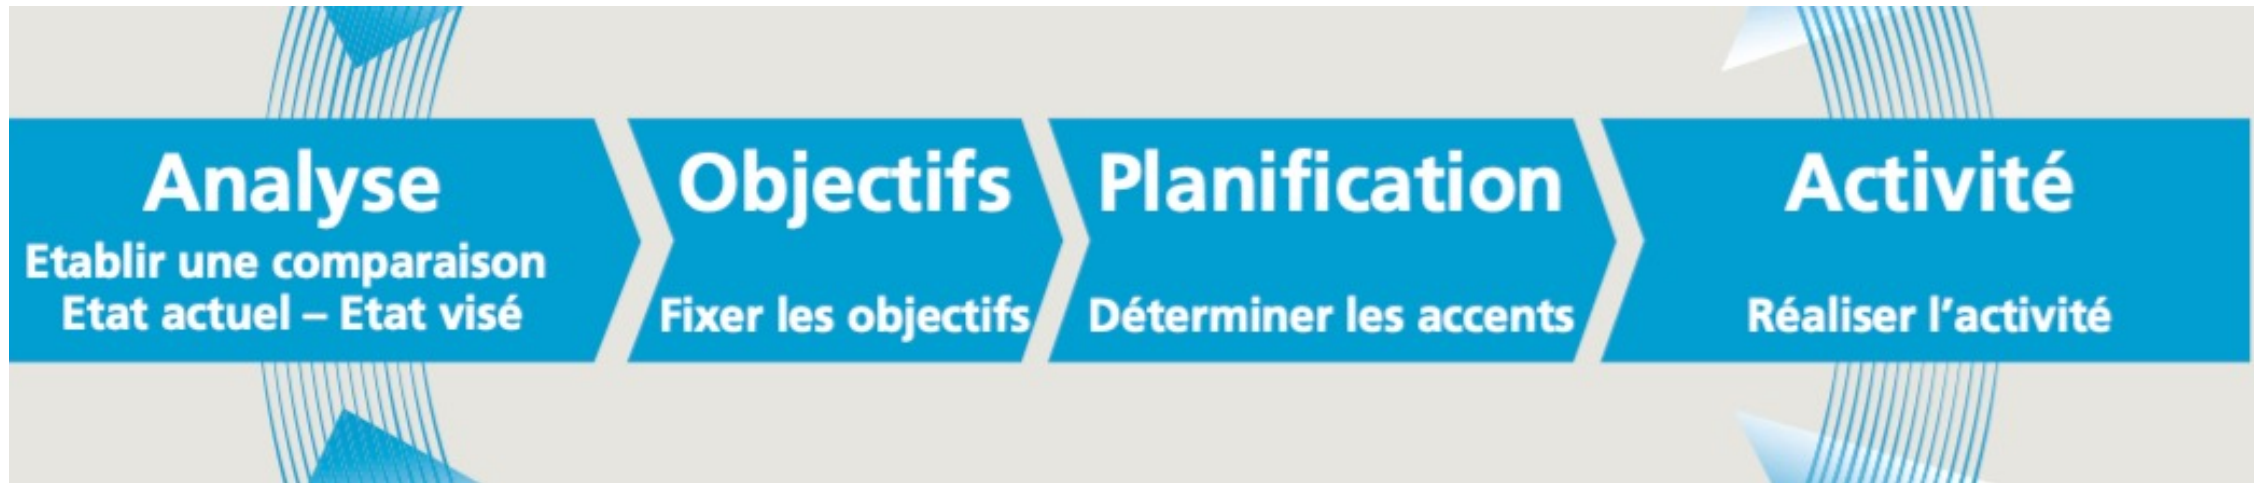 Analyse
Etablir une comparaison
Etat actuel – Etat visé
Objectifs
Fixer les objectifs
Planification
Déterminer les accents
Activité
Réaliser l’activité